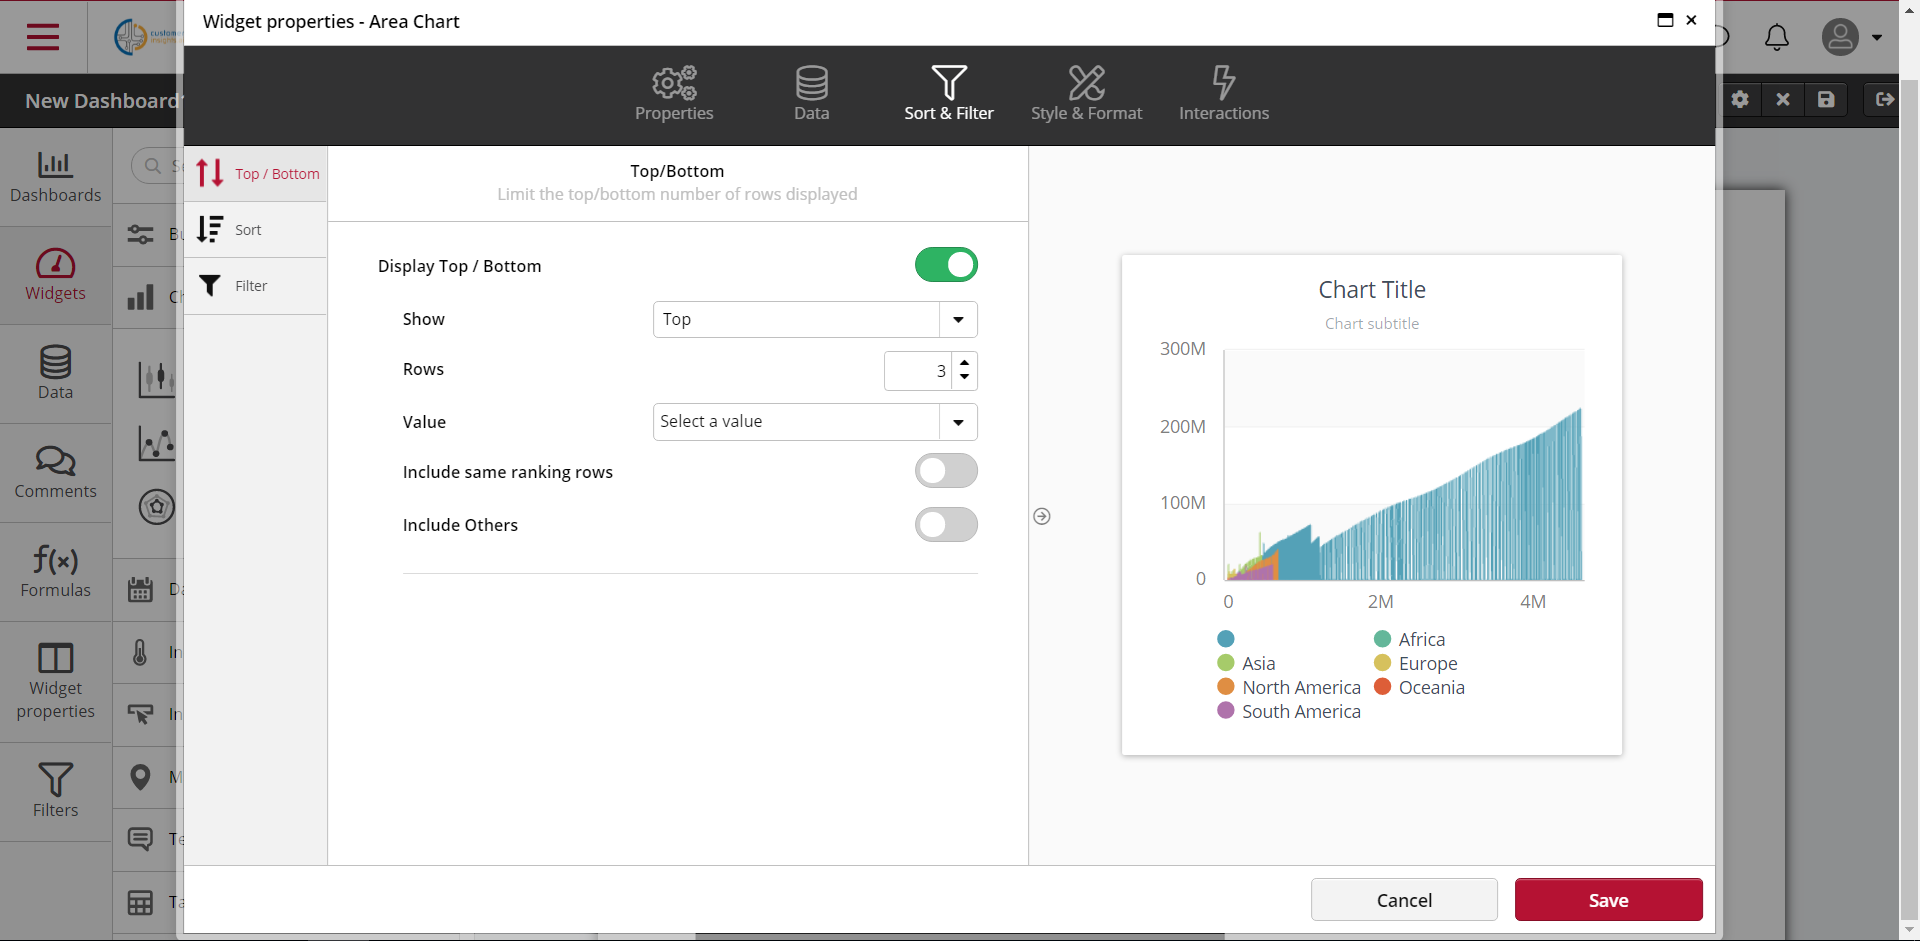 Widget properties - Area Chart
New Dashboard
Properties
Data
Sort & Filter
Style & Format
Interactions
Dashboards
Widgets
Data
Comments
Formulas
f(x)
Widget
properties
Filters
Top / Bottom
Sort
Filter
Top/Bottom
Limit the top/bottom number of rows displayed
Display Top / Bottom
Show
Top
Rows
3
Value
Select a value
Include same ranking rows
Include Others
Chart Title
Chart subtitle
300M
200M
100M
0
0
2M
4M
Africa
Asia
Europe
North America
Oceania
South America
Cancel
Save